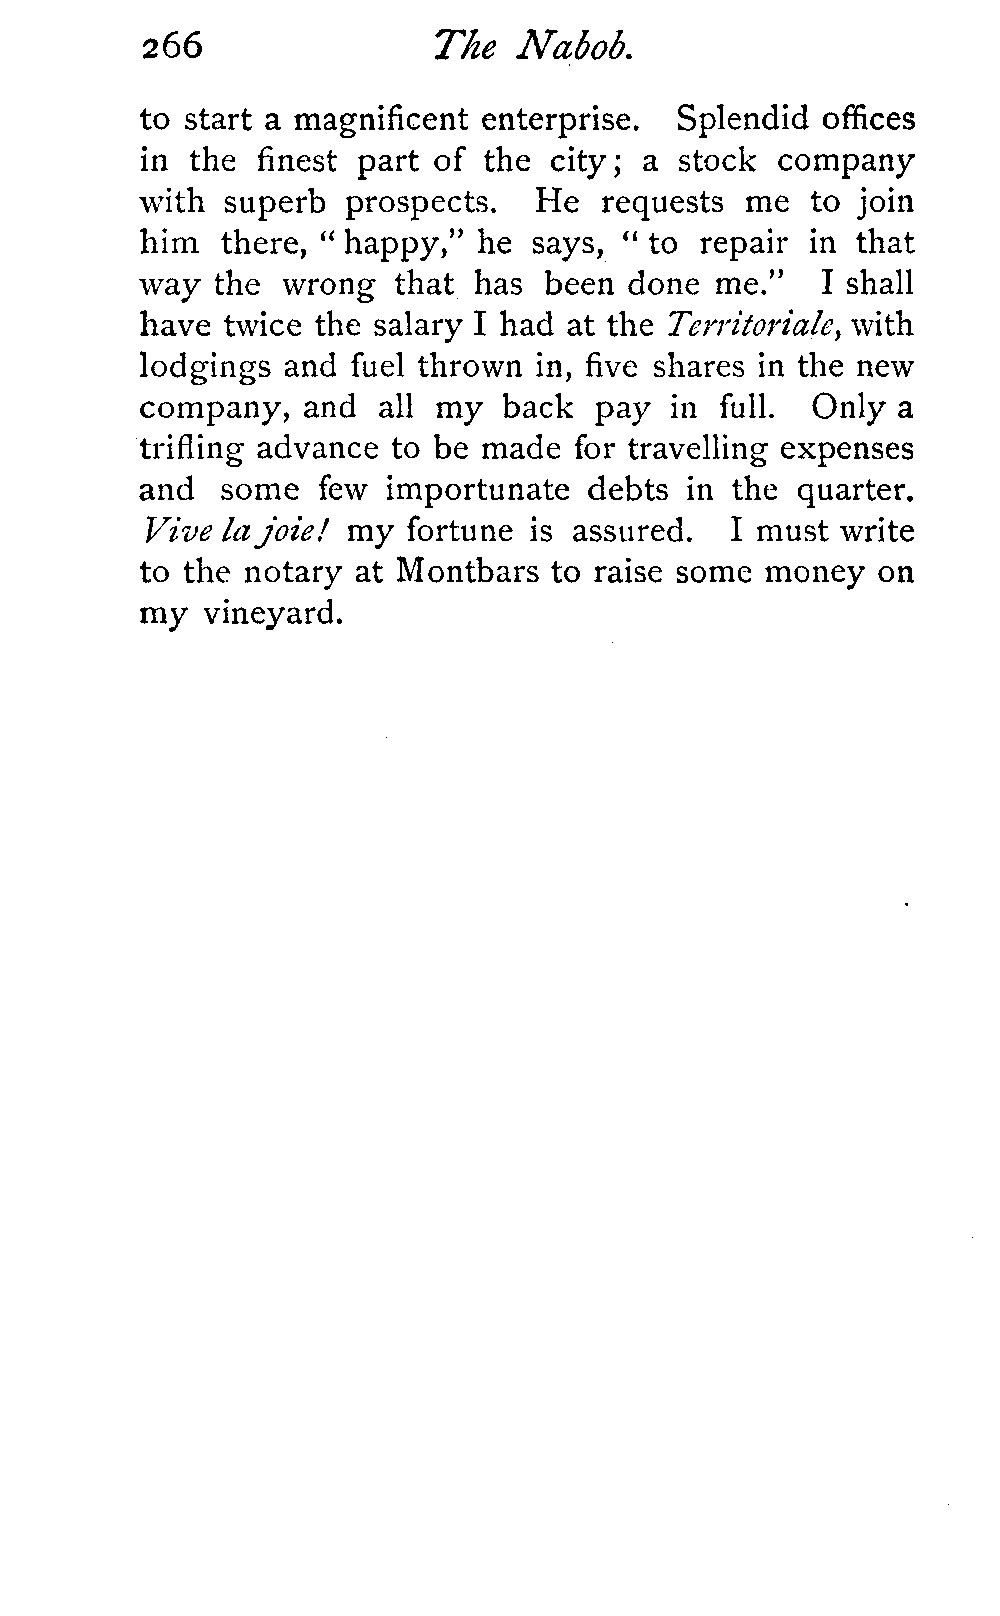 266 The Nabob.
to start a magnificent enterprise. Splendid offices
in the finest part of the city; a stock company
with superb prospects. He requests me to join
him there, "happy," he says, "to repair in that
way the wrong that has been done me." I shall
have twice the salary I had at the Territoriale, with
lodgings and fuel thrown in, five shares in the new
company, and all my back pay in full. Only a
trifling advance to be made for travelling expenses
and some few importunate debts in the quarter.
Vive la joie! my fortune is assured. I must write
to the notary at Montbars to raise some money on
my vineyard.